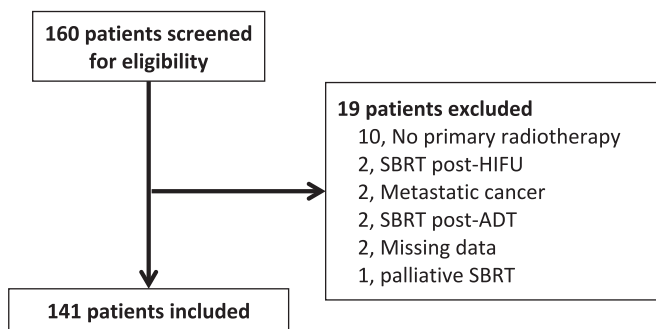 160 patients screened
for eligibility
19 patients excluded
10, No primary radiotherapy
2, SBRT post-HIFU
2, Metastatic cancer
2, SBRT post-ADT
2, Missing data
1, palliative SBRT
141 patients included